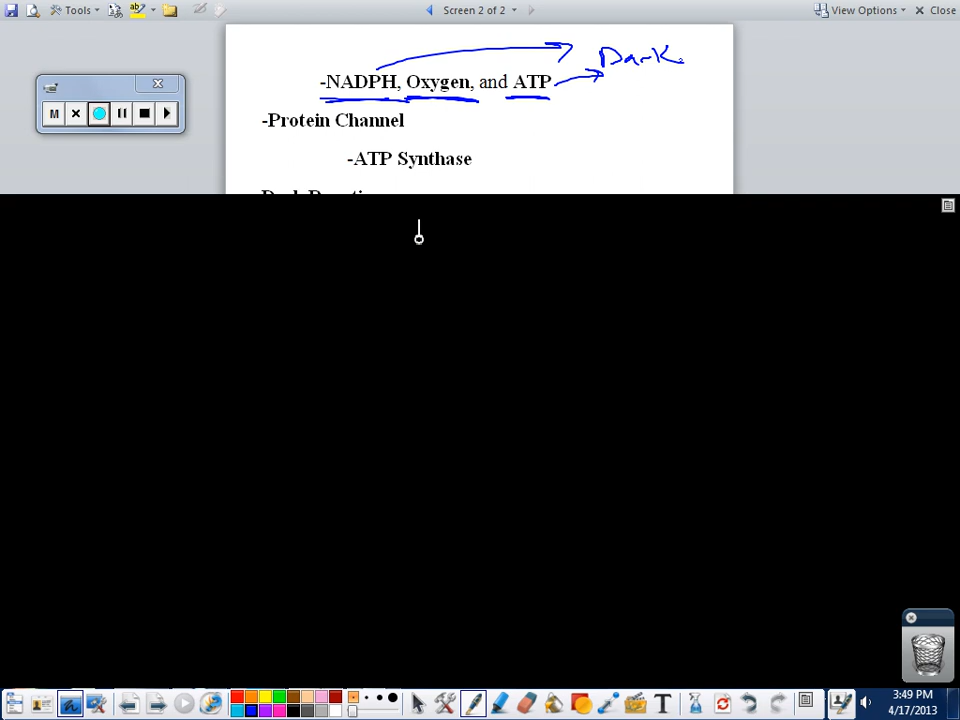 Tools
Screen 2 of 2
View Options
Close
Dark
-NADPH, Oxygen, and ATP
M
-Protein Channel
-ATP Synthase
3:49 PM
4/17/2013